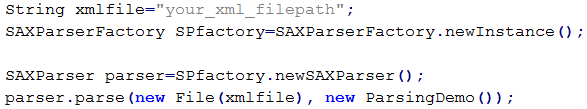 String xmlfile="your_xml_filepath";
SAXParserFactory SPfactory=SAXParserFactory.newInstance();
SAXParser parser=SPfactory.newSAXParser();
parser.parse(new File(xmlfile), new ParsingDemo());